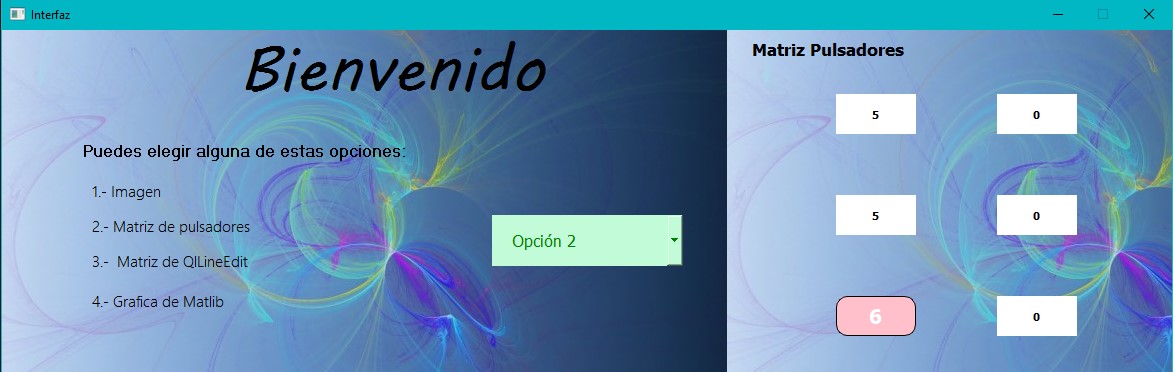 Interfaz
Bienvenido
Puedes elegir alguna de estas opciones:
1.- Imagen
2.- Matriz de pulsadores
3.- Matriz de QlLineEdit
4.- Grafica de Matlib
Opción 2
Matriz Pulsadores
5 0
5 0
6 0